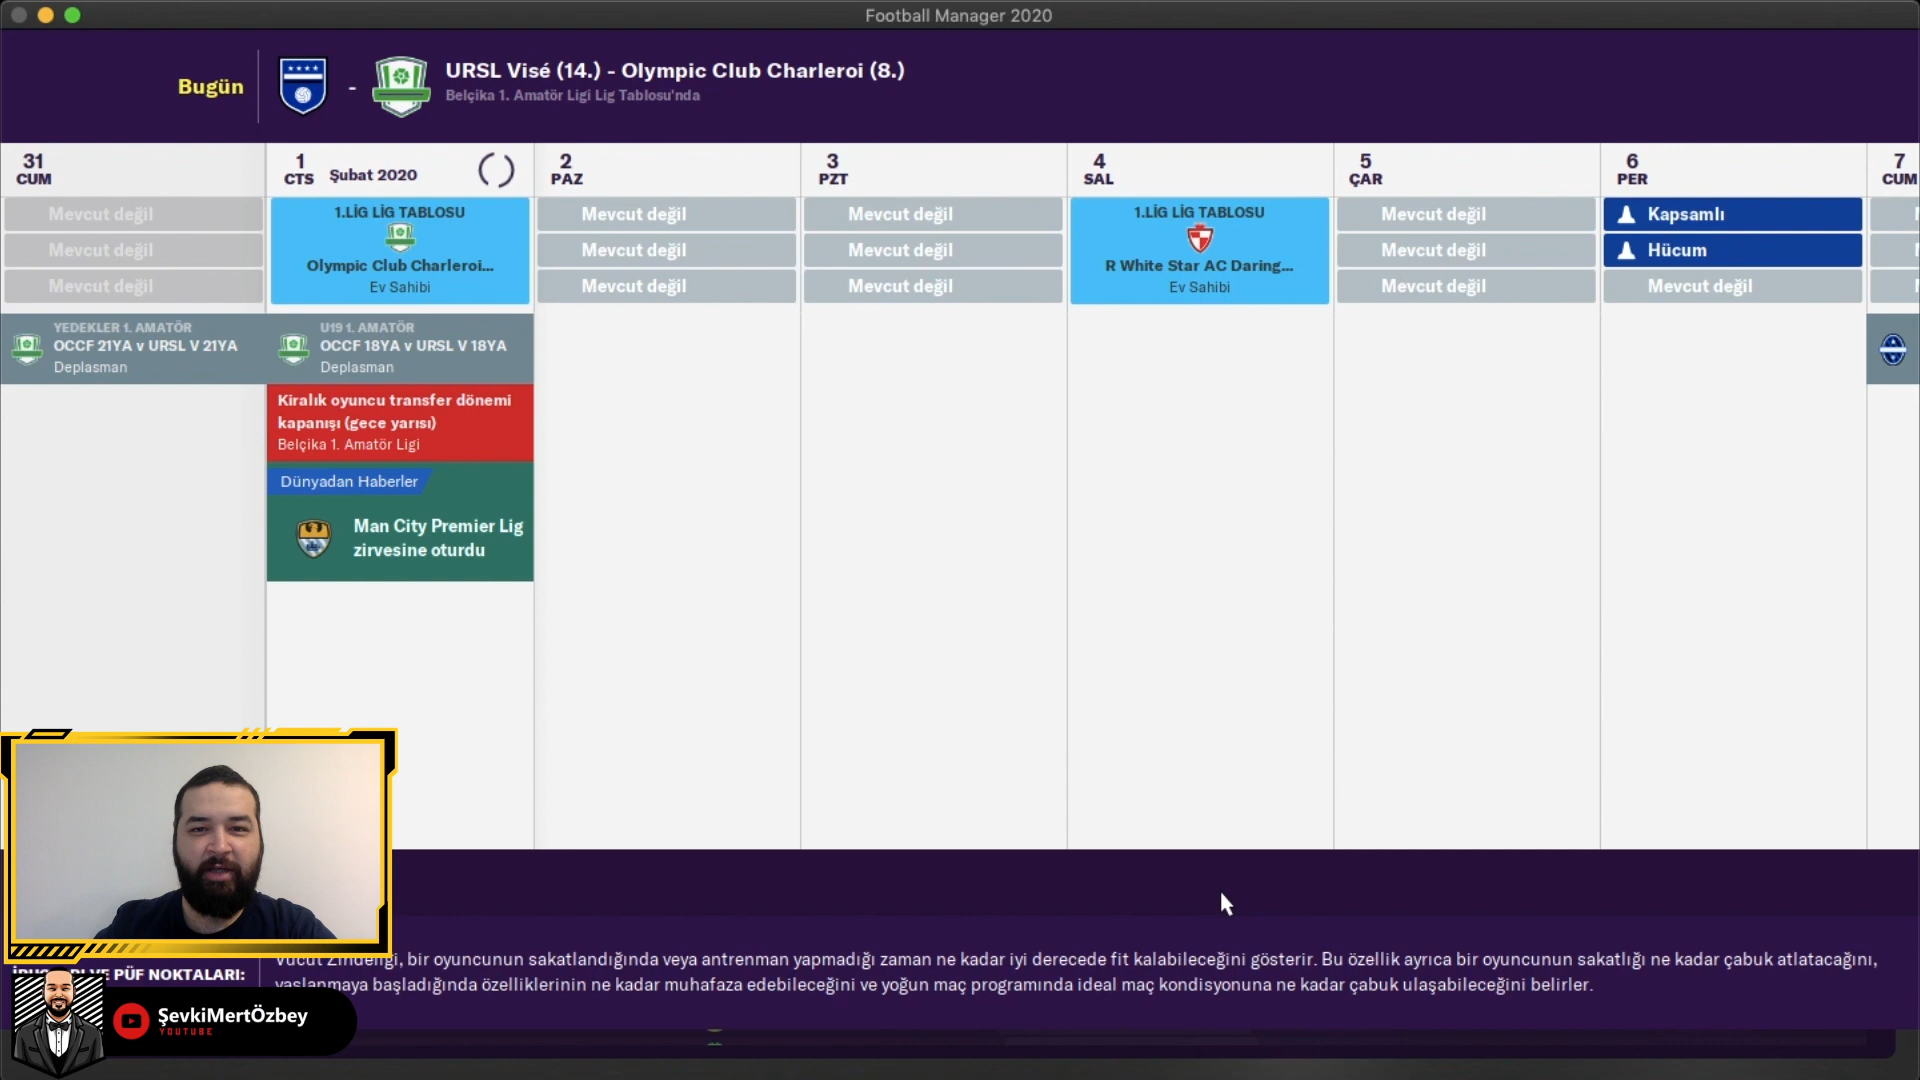 Football Manager 2020
Bugün
-
URSL Visé (14.) - Olympic Club Charleroi (8.)
Belçika 1. Amatör Ligi Lig Tablosu'nda
31
CUM
1
CTS
Şubat 2020
2
PAZ
3
PZT
4
SAL
5
ÇAR
6
PER
7
CUM
Mevcut değil
Mevcut değil
Mevcut değil
1.LİG LİG TABLOSU
Olympic Club Charleroi...
Ev Sahibi
Mevcut değil
Mevcut değil
Mevcut değil
Mevcut değil
Mevcut değil
Mevcut değil
1.LİG LİG TABLOSU
R White Star AC Daring...
Ev Sahibi
Mevcut değil
Mevcut değil
Mevcut değil
Kapsamlı
Hücum
Mevcut değil
YEDEKLER 1. AMATÖR
OCCF 21YA v URSL V 21YA
Deplasman
U19 1. AMATÖR
OCCF 18YA v URSL V 18YA
Deplasman
Kiralık oyuncu transfer dönemi
kapanışı (gece yarısı)
Belçika 1. Amatör Ligi
Dünyadan Haberler
Man City Premier Lig
zirvesine oturdu
VE PÜF NOKTALARI:
Vücut Zindeliği, bir oyuncunun sakatlandığında veya antrenman yapmadığı zaman ne kadar iyi derecede fit kalabileceğini gösterir. Bu özellik ayrıca bir oyuncunun sakatlığı ne kadar çabuk atlatacağını,
yaşlanmaya başladığında özelliklerinin ne kadar muhafaza edebileceğini ve yoğun maç programında ideal maç kondisyonuna ne kadar çabuk ulaşabileceğini belirler.
ŞevkiMertÖzbey
YOUTUBE